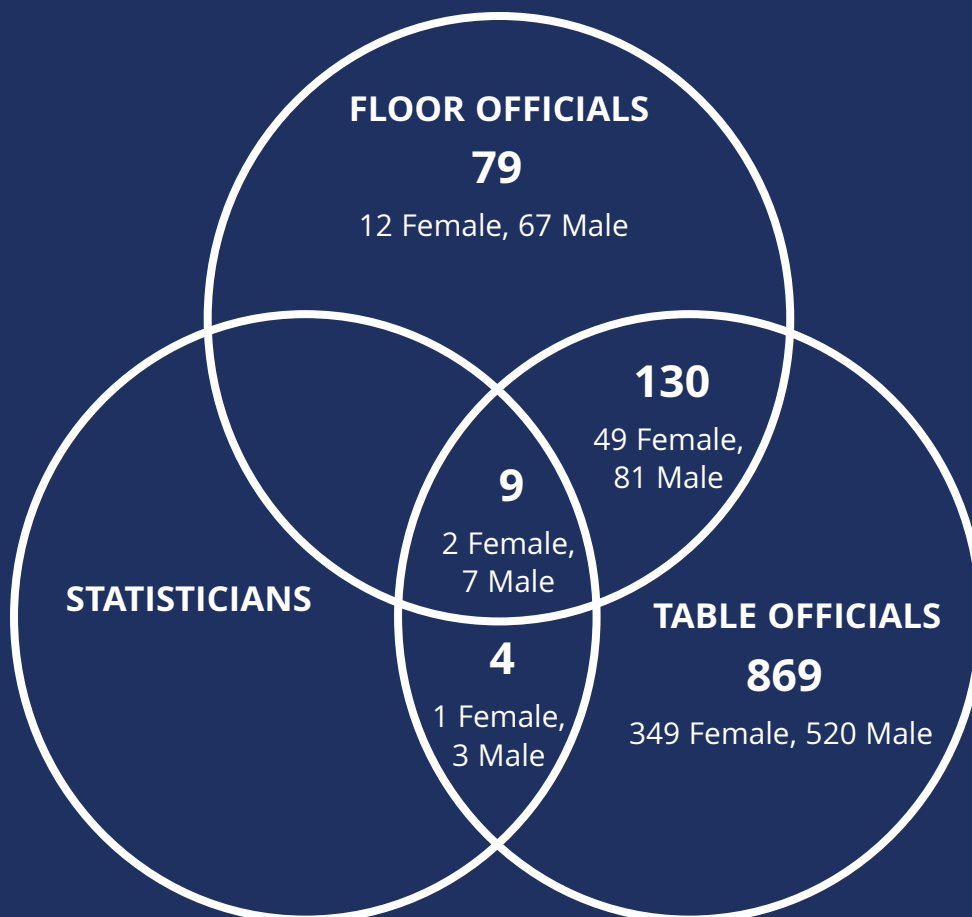 FLOOR OFFICIALS
79
12 Female, 67 Male
130
49 Female,
81 Male
9
2 Female,
7 Male
STATISTICIANS
TABLE OFFICIALS
869
349 Female, 520 Male
4
1 Female,
3 Male